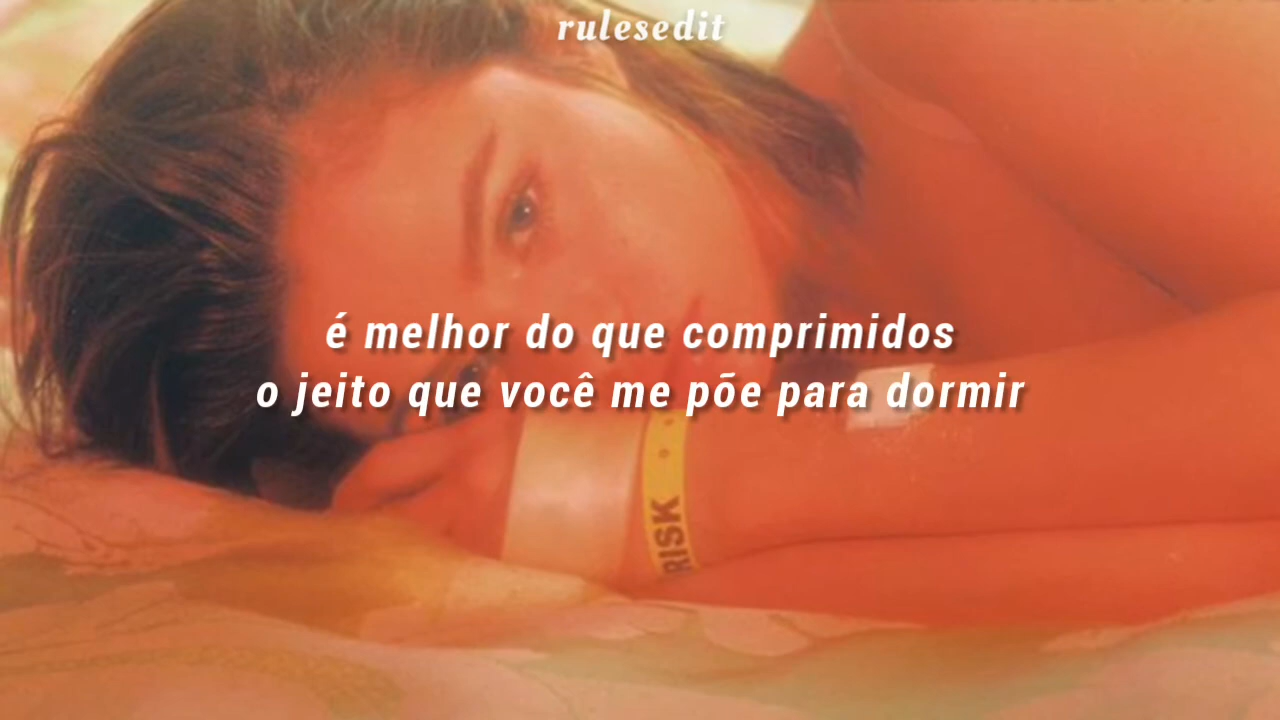 rulesedit
é melhor do que comprimidos
o jeito que você me põe para dormir
RISK